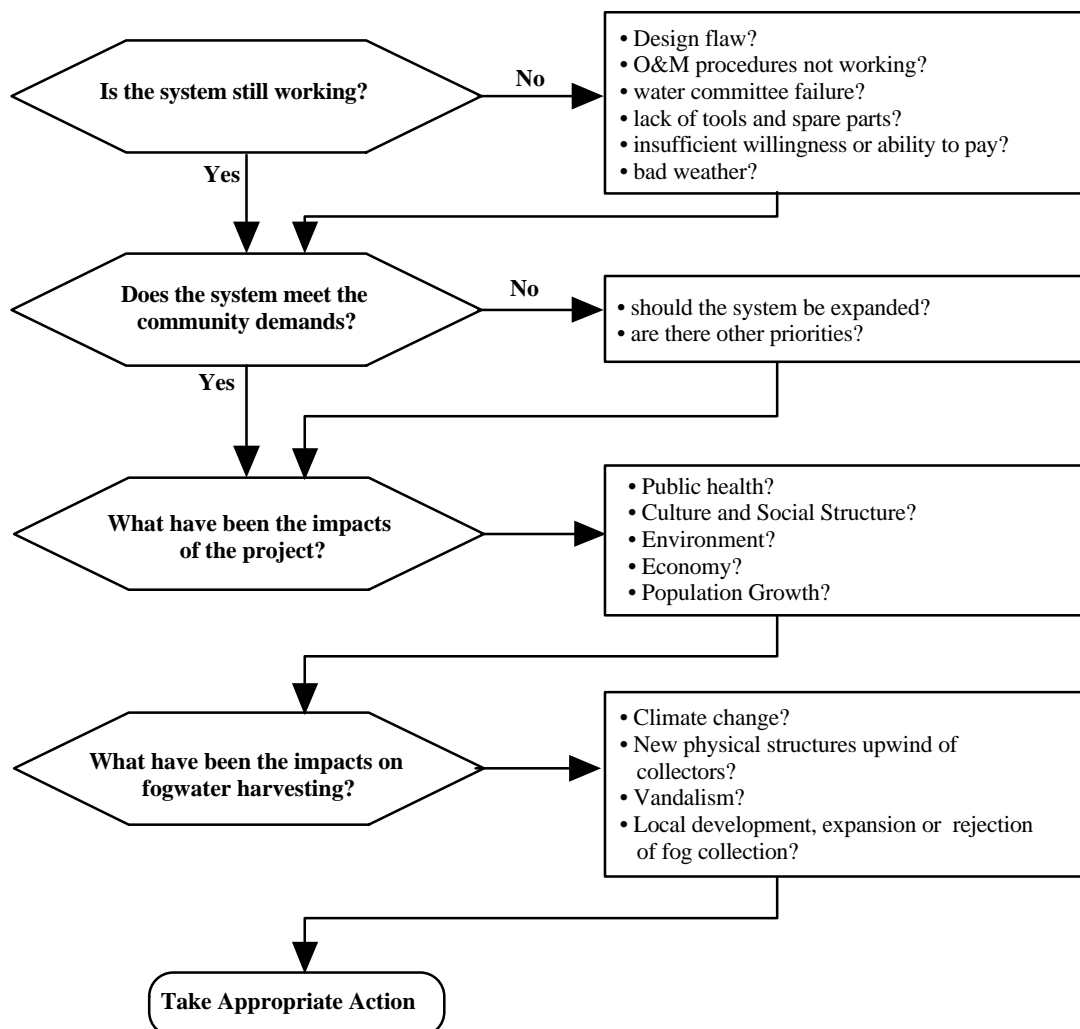 Is the system still working?
No
• Design flaw?
• O&M procedures not working?
• water committee failure?
• lack of tools and spare parts?
• insufficient willingness or ability to pay?
• bad weather?
Yes
Does the system meet the
community demands?
No
• should the system be expanded?
• are there other priorities?
Yes
What have been the impacts
of the project?
• Public health?
• Culture and Social Structure?
• Environment?
• Economy?
• Population Growth?
What have been the impacts on
fogwater harvesting?
• Climate change?
• New physical structures upwind of
collectors?
• Vandalism?
• Local development, expansion or rejection
of fog collection?
Take Appropriate Action